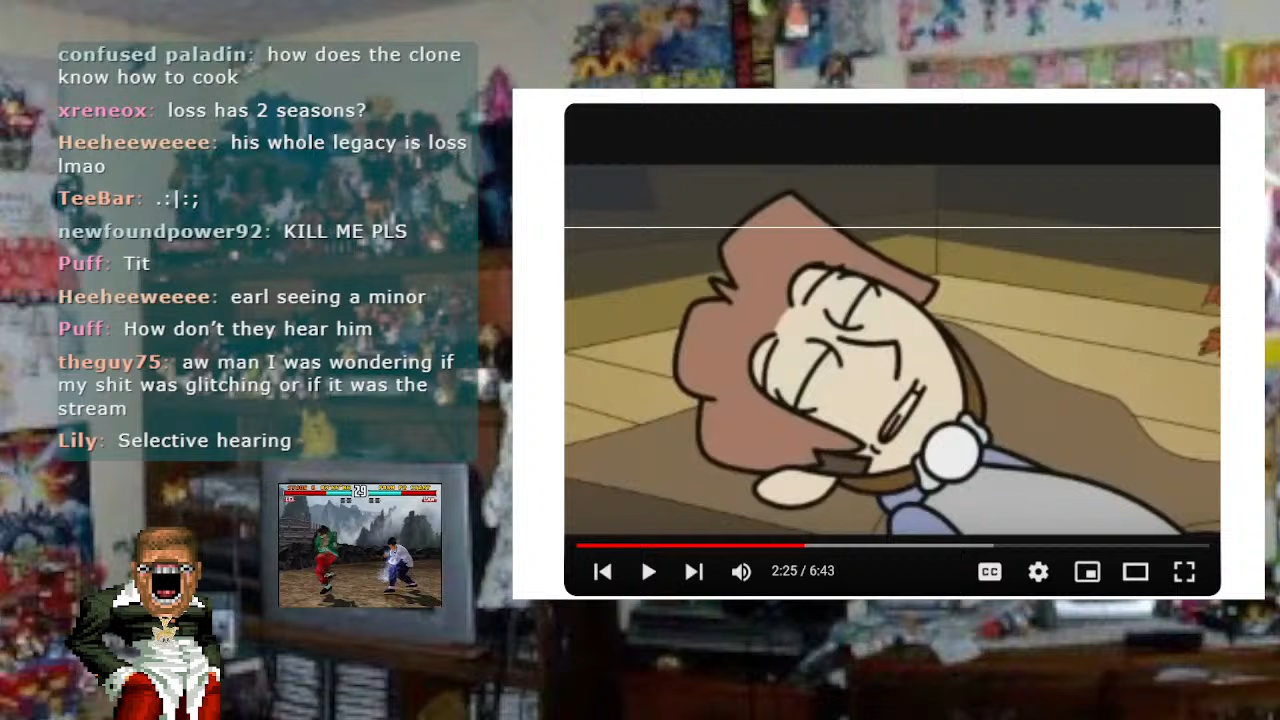 confused paladin: how does the clone
know how to cook
xreneox: loss has 2 seasons?
Heeheeweeee: his whole legacy is loss
lmao
TeeBar: .:|:;
newfoundpower92: KILL ME PLS
Puff: Tit
Heeheeweeee: earl seeing a minor
Puff: How don’t they hear him
theguy75: aw man I was wondering if
my shit was glitching or if it was the
stream
Lily: Selective hearing
29
2:25 / 6:43
CC